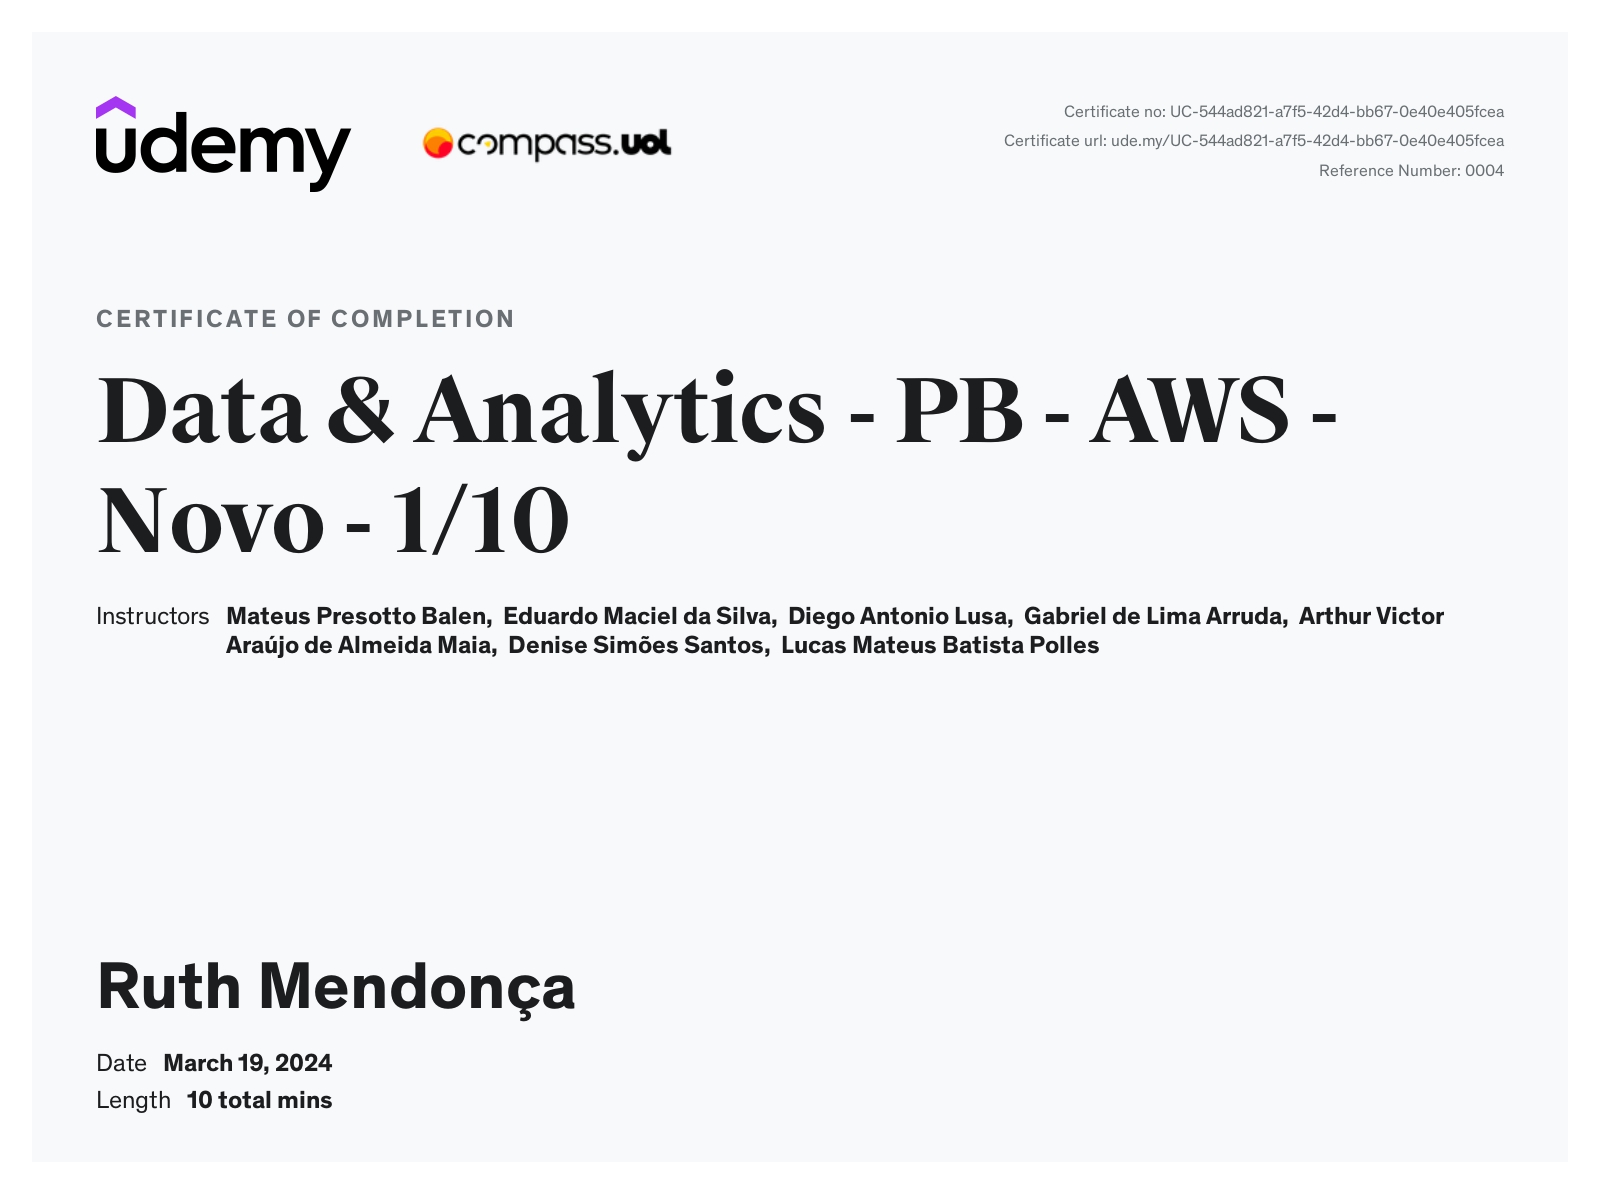 udemy
compass.uol
Certificate no: UC-544ad821-a7f5-42d4-bb67-0e40e405fcea
Certificate url: ude.my/UC-544ad821-a7f5-42d4-bb67-0e40e405fcea
Reference Number: 0004
CERTIFICATE OF COMPLETION
Data & Analytics - PB - AWS -
Novo - 1/10
Instructors Mateus Presotto Balen, Eduardo Maciel da Silva, Diego Antonio Lusa, Gabriel de Lima Arruda, Arthur Victor
Araújo de Almeida Maia, Denise Simões Santos, Lucas Mateus Batista Polles
Ruth Mendonça
Date March 19, 2024
Length 10 total mins